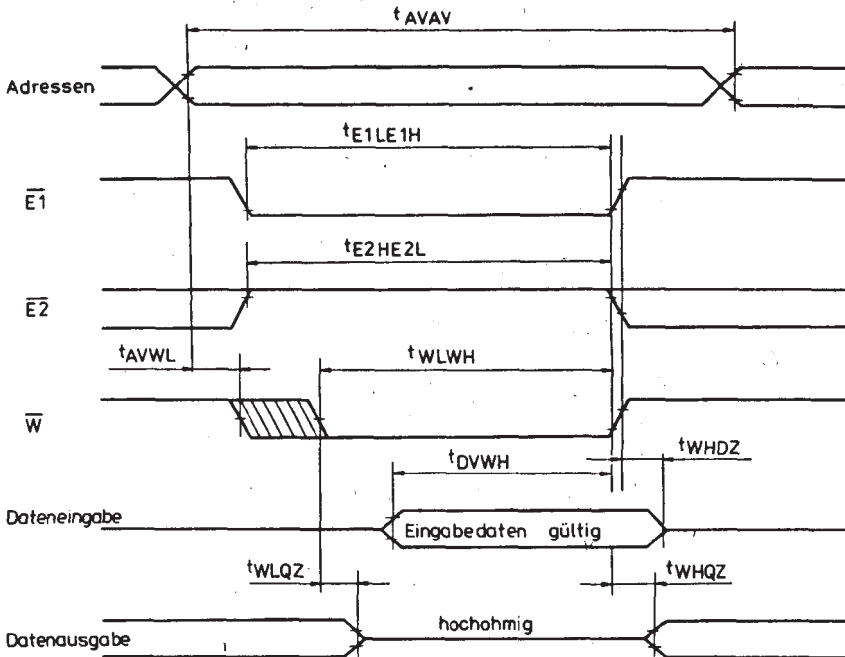 tAVAV
Adressen
tE1LE1H
E1
tE2HE2L
E2
tAVWL
tWLWH
W
tWHDZ
tDVWH
Dateneingabe
Eingabedaten gültig
tWLQZ
tWHQZ
hochohmig
Datenausgabe